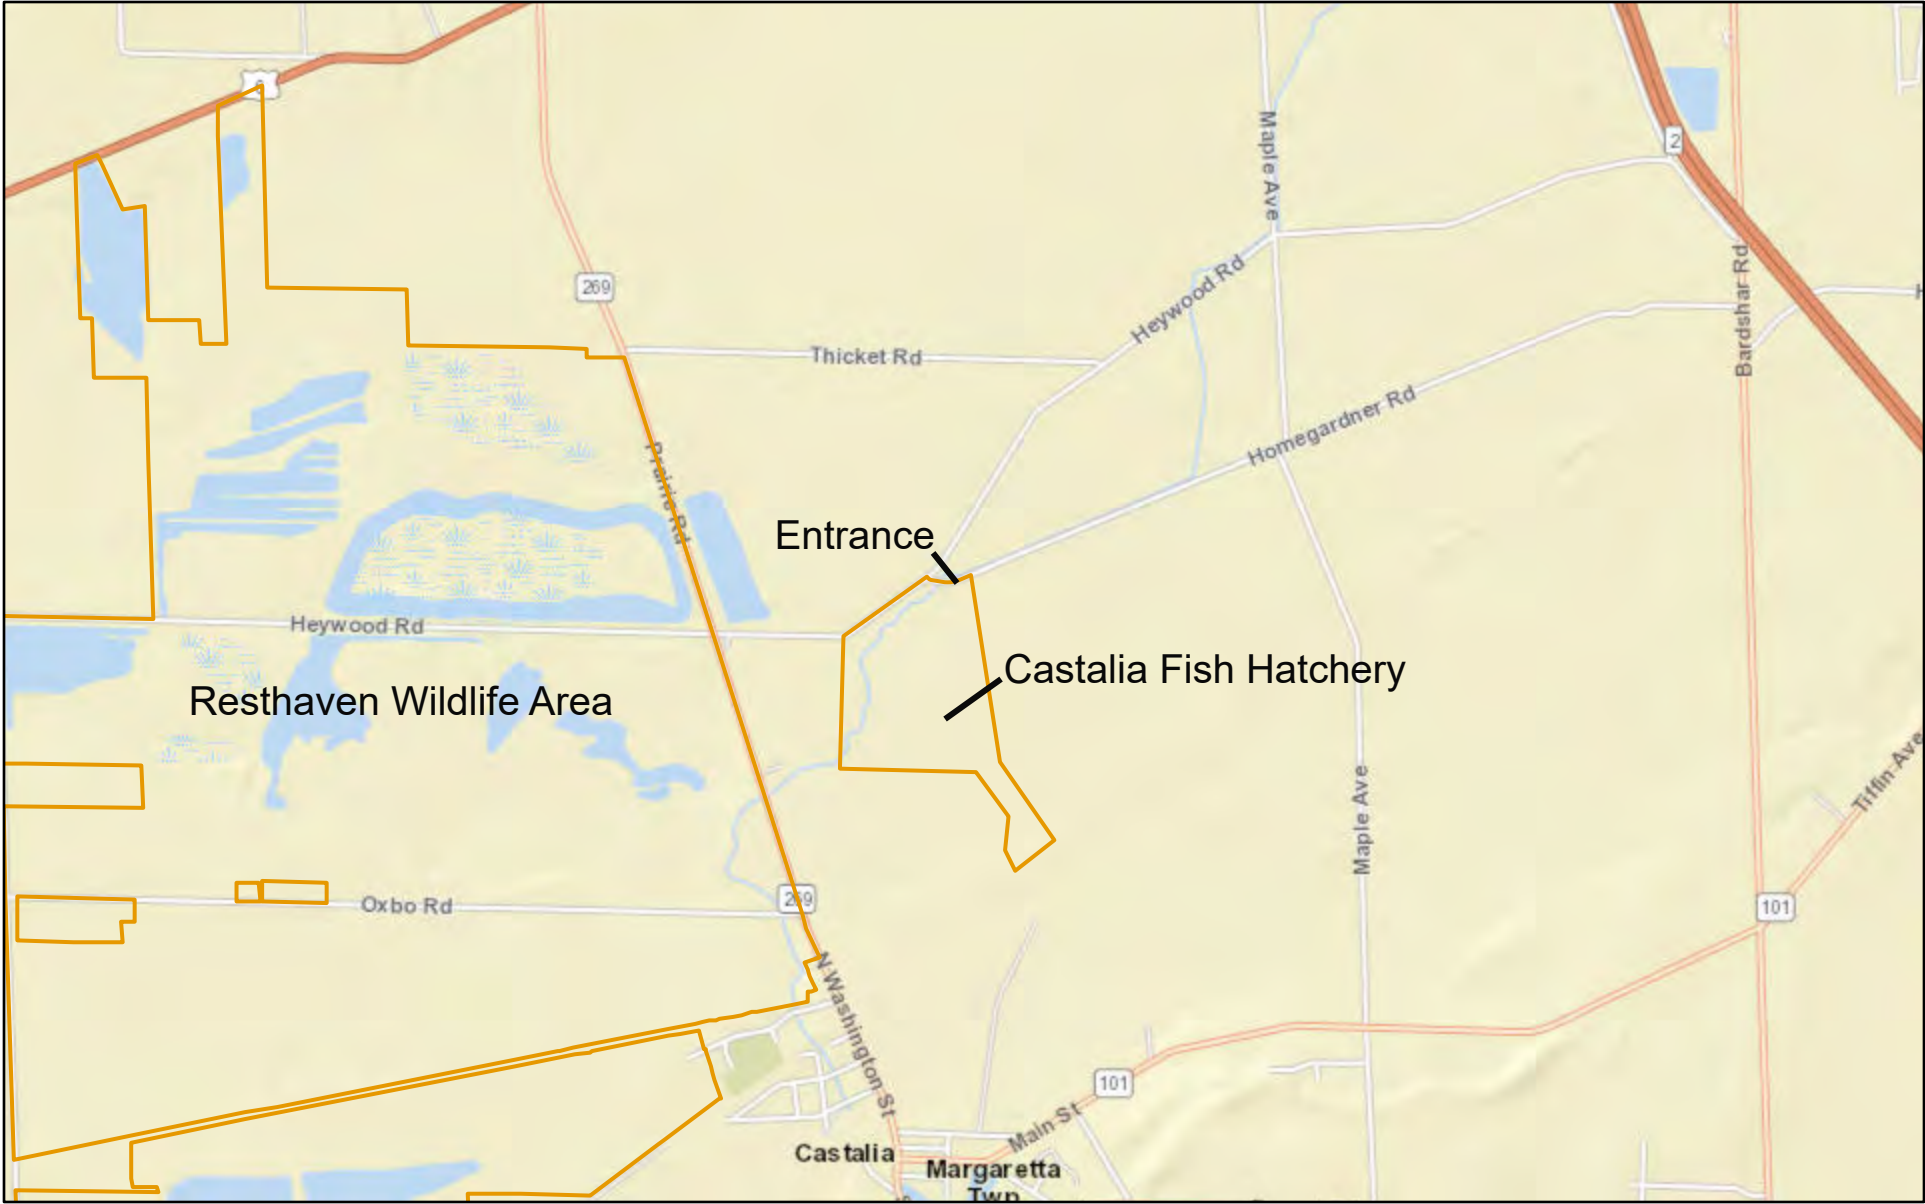 Maple Ave
2
269
Heywood Rd
Bardshar Rd
Thicket Rd
Homegardner Rd
Prairie Rd
Entrance
Heywood Rd
Castalia Fish Hatchery
Resthaven Wildlife Area
Maple Ave
Tiffin Ave
269
Oxbo Rd
101
N Washington St
101
Main St
Castalia
Margaretta
Twp